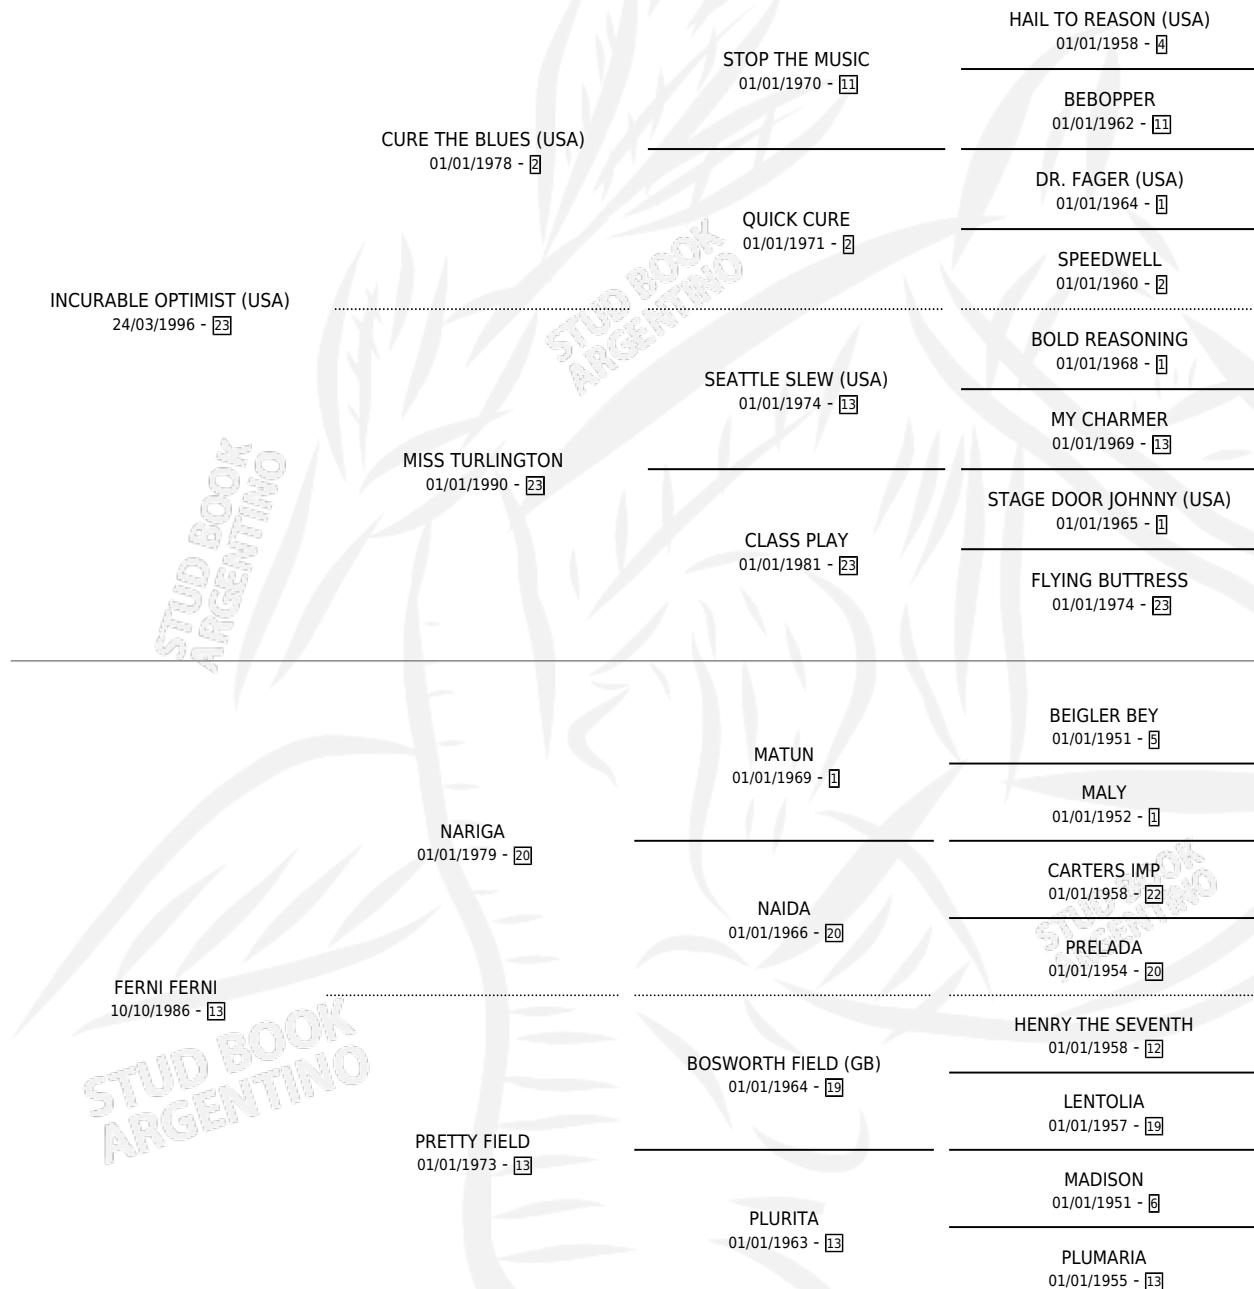 HAIL TO REASON (USA)
01/01/1958 - 4
STOP THE MUSIC
01/01/1970 - 11
BEBOPPER
01/01/1962 - 11
CURE THE BLUES (USA)
01/01/1978 - 2
DR. FAGER (USA)
01/01/1964 - 1
QUICK CURE
01/01/1971 - 2
SPEEDWELL
01/01/1960 - 2
INCURABLE OPTIMIST (USA)
24/03/1996 - 23
BOLD REASONING
01/01/1968 - 1
SEATTLE SLEW (USA)
01/01/1974 - 13
MY CHARMER
01/01/1969 - 13
MISS TURLINGTON
01/01/1990 - 23
STAGE DOOR JOHNNY (USA)
01/01/1965 - 1
CLASS PLAY
01/01/1981 - 23
FLYING BUTTRESS
01/01/1974 - 23
BEIGLER BEY
01/01/1951 - 5
MATUN
01/01/1969 - 1
MALY
01/01/1952 - 1
NARIGA
01/01/1979 - 20
CARTERS IMP
01/01/1958 - 22
NAIDA
01/01/1966 - 20
PRELADA
01/01/1954 - 20
FERNI FERNI
10/10/1986 - 13
HENRY THE SEVENTH
01/01/1958 - 12
BOSWORTH FIELD (GB)
01/01/1964 - 19
LENTOLIA
01/01/1957 - 19
PRETTY FIELD
01/01/1973 - 13
MADISON
01/01/1951 - 6
PLURITA
01/01/1963 - 13
PLUMARIA
01/01/1955 - 13
STUD BOOK
ARGENTINO
STUD BOOK
ARGENTINO
STUD BOOK
ARGENTINO
STUD BOOK
ARGENTINO